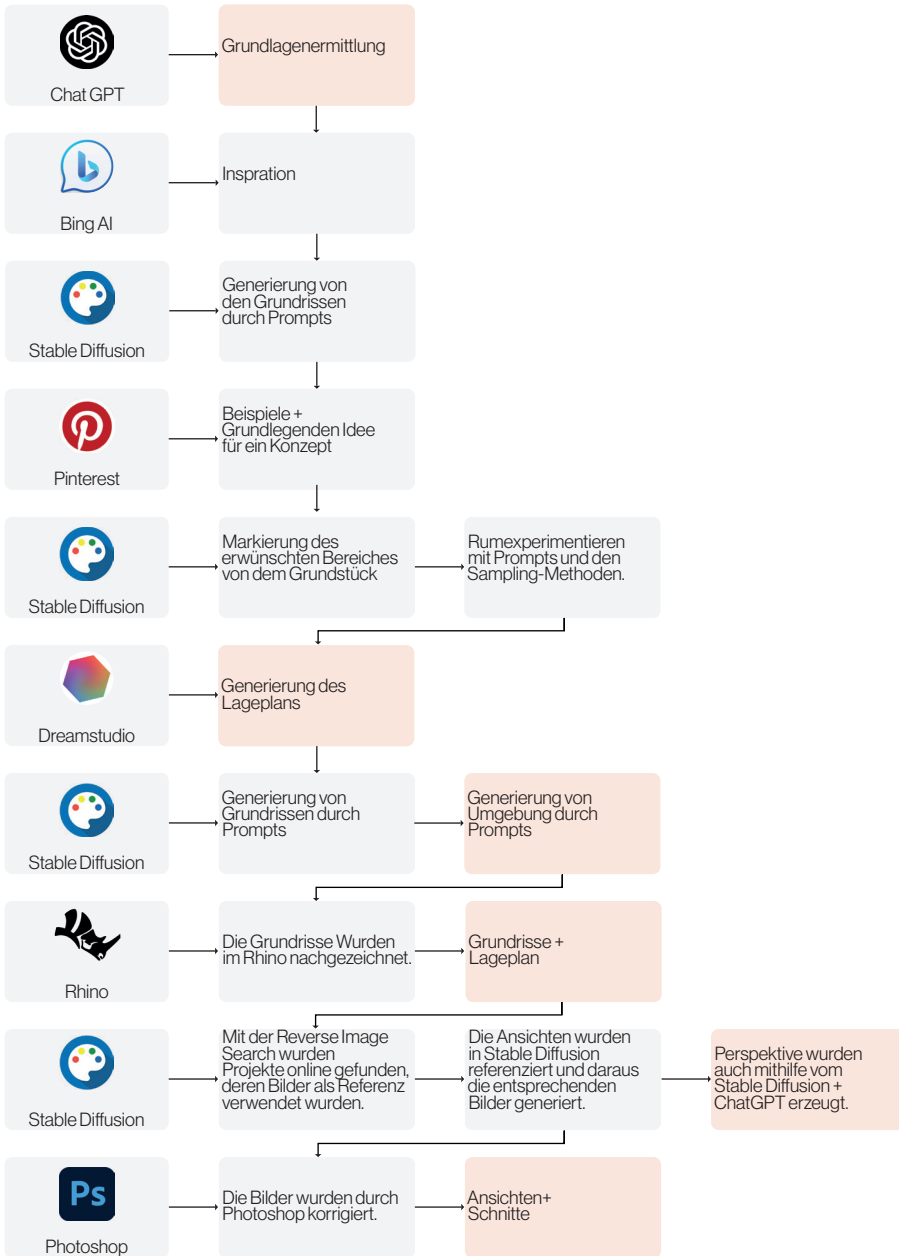 Grundlagenermittlung
Chat GPT
Inspration
Bing AI
Generierung von
den Grundrissen
durch Prompts
Stable Diffusion
Beispiele +
Grundlegenden Idee
für ein Konzept
Pinterest
Markierung des
erwünschten Bereiches
von dem Grundstück
Rumexperimentieren
mit Prompts und den
Sampling-Methoden.
Stable Diffusion
Generierung des
Lageplans
Dreamstudio
Generierung von
Grundrissen durch
Prompts
Generierung von
Umgebung durch
Prompts
Stable Diffusion
Die Grundrisse Wurden
im Rhino nachgezeichnet.
Grundrisse +
Lageplan
Rhino
Mit der Reverse Image
Search wurden
Projekte online gefunden,
deren Bilder als Referenz
verwendet wurden.
Die Ansichten wurden
in Stable Diffusion
referenziert und daraus
die entsprechenden
Bilder generiert.
Perspektive wurden
auch mithilfe vom
Stable Diffusion +
ChatGPT erzeugt.
Stable Diffusion
Ps
Die Bilder wurden durch
Photoshop korrigiert.
Ansichten+
Schnitte
Photoshop